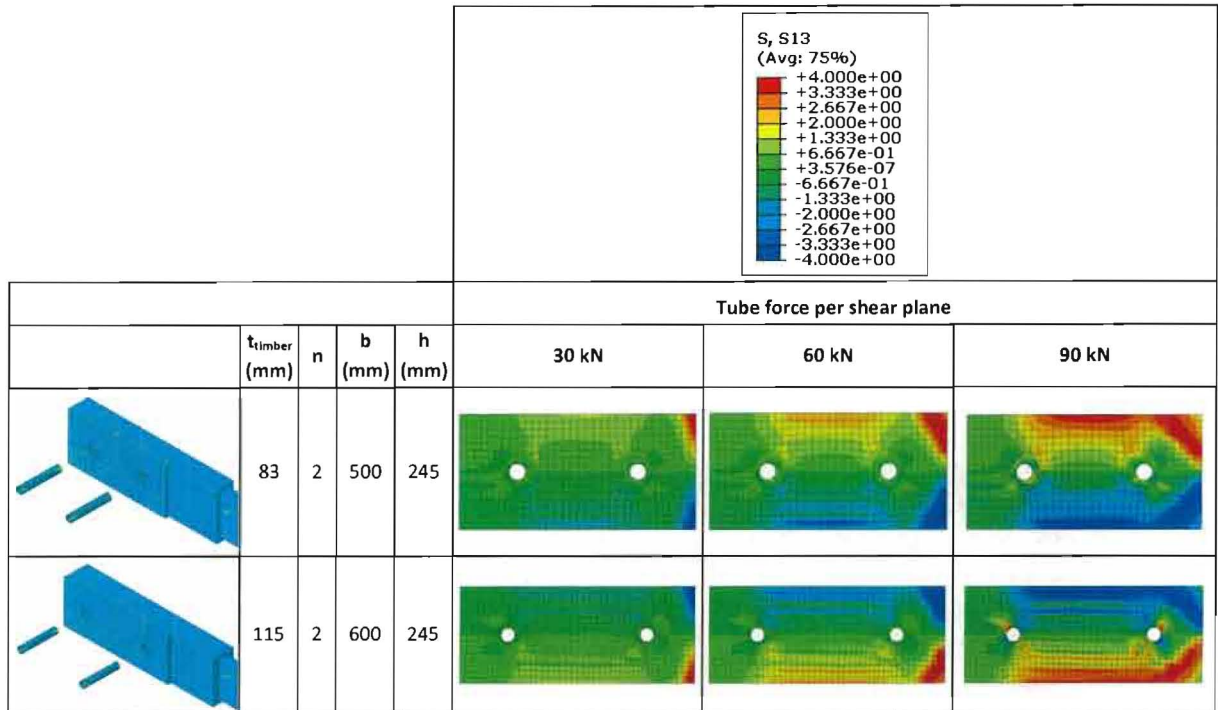 S, S13
(Avg: 75%)
+4.000e+00
+3.333e+00
+2.667e+00
+2.000e+00
+1.333e+00
+6.667e-01
+3.576e-07
-6.667e-01
-1.333e+00
-2.000e+00
-2.667e+00
-3.333e+00
-4.000e+00
Tube force per shear plane
t_timber (mm) n b (mm) h (mm) 30 kN 60 kN 90 kN
83 2 500 245
115 2 600 245